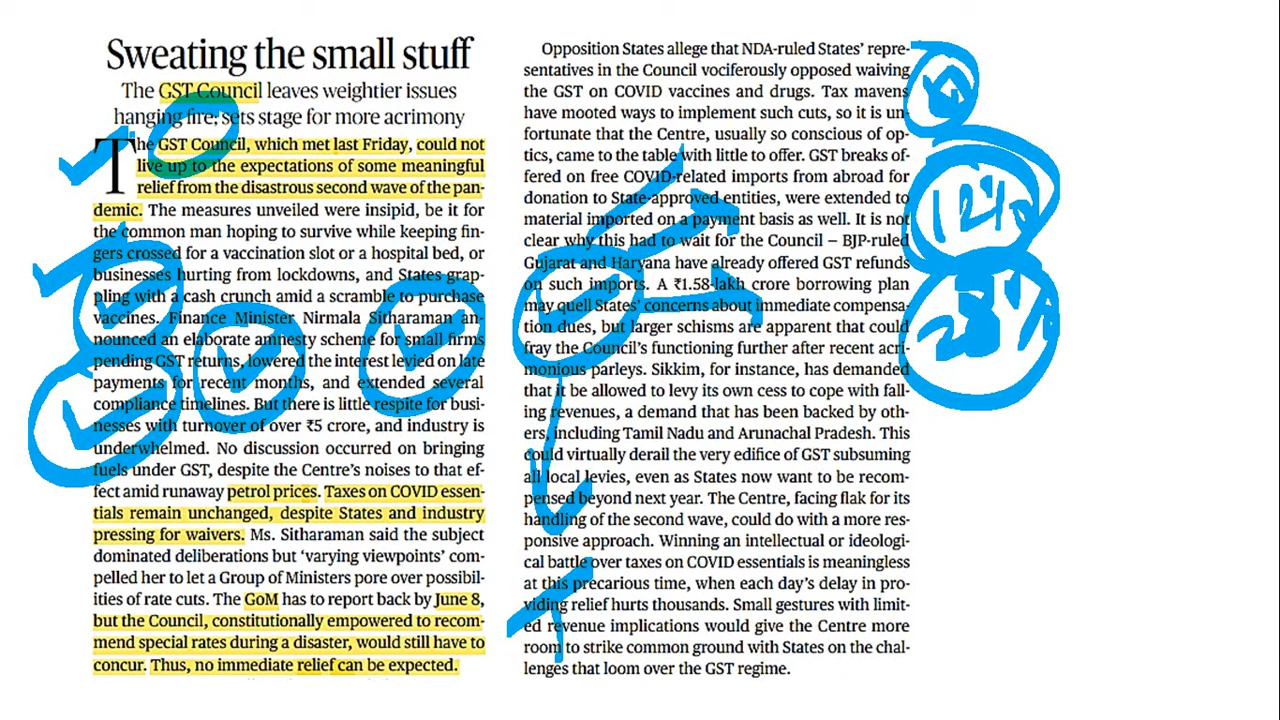 Sweating the small stuff
The GST Council leaves weightier issues
hanging fire; sets stage for more acrimony
The GST Council, which met last Friday, could not
live up to the expectations of some meaningful
relief from the disastrous second wave of the pan-
demic. The measures unveiled were insipid, be it for
the common man hoping to survive while keeping fin-
gers crossed for a vaccination slot or a hospital bed, or
businesses hurting from lockdowns, and States grap-
pling with a cash crunch amid a scramble to purchase
vaccines. Finance Minister Nirmala Sitharaman an-
nounced an elaborate amnesty scheme for small firms
pending GST returns, lowered the interest levied on late
payments for recent months, and extended several
compliance timelines. But there is little respite for busi-
nesses with turnover of over ₹5 crore, and industry is
underwhelmed. No discussion occurred on bringing
fuels under GST, despite the Centre's noises to that ef-
fect amid runaway petrol prices. Taxes on COVID essen-
tials remain unchanged, despite States and industry
pressing for waivers. Ms. Sitharaman said the subject
dominated deliberations but 'varying viewpoints' com-
pelled her to let a Group of Ministers pore over possibil-
ities of rate cuts. The GoM has to report back by June 8,
but the Council, constitutionally empowered to recom-
mend special rates during a disaster, would still have to
concur. Thus, no immediate relief can be expected.
Opposition States allege that NDA-ruled States' repre-
sentatives in the Council vociferously opposed waiving
the GST on COVID vaccines and drugs. Tax mavens
have mooted ways to implement such cuts, so it is un-
fortunate that the Centre, usually so conscious of op-
tics, came to the table with little to offer. GST breaks of-
fered on free COVID-related imports from abroad for
donation to State-approved entities, were extended to
material imported on a payment basis as well. It is not
clear why this had to wait for the Council – BJP-ruled
Gujarat and Haryana have already offered GST refunds
on such imports. A ₹1.58-lakh crore borrowing plan
may quell States' concerns about immediate compensa-
tion dues, but larger schisms are apparent that could
fray the Council's functioning further after recent acri-
monious parleys. Sikkim, for instance, has demanded
that it be allowed to levy its own cess to cope with fall-
ing revenues, a demand that has been backed by oth-
ers, including Tamil Nadu and Arunachal Pradesh. This
could virtually derail the very edifice of GST subsuming
all local levies, even as States now want to be recom-
pensed beyond next year. The Centre, facing flak for its
handling of the second wave, could do with a more res-
ponsive approach. Winning an intellectual or ideologi-
cal battle over taxes on COVID essentials is meaningless
at this precarious time, when each day's delay in pro-
viding relief hurts thousands. Small gestures with limit-
ed revenue implications would give the Centre more
room to strike common ground with States on the chal-
lenges that loom over the GST regime.
12%
28%